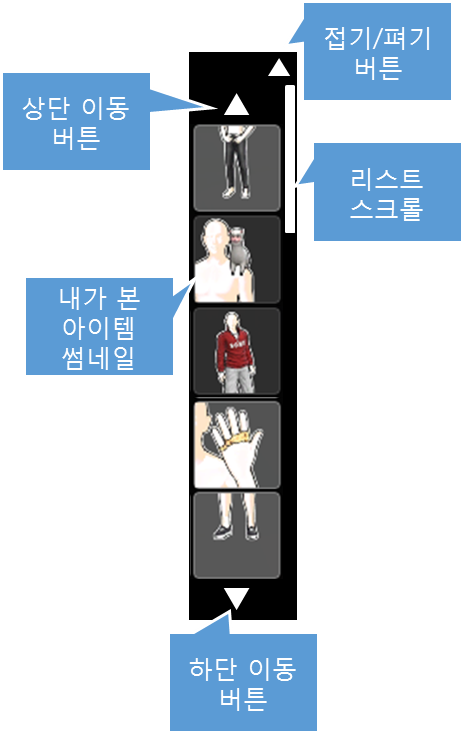 접기/펴기
버튼
상단 이동
버튼
리스트
스크롤
내가 본
아이템
썸네일
하단 이동
버튼